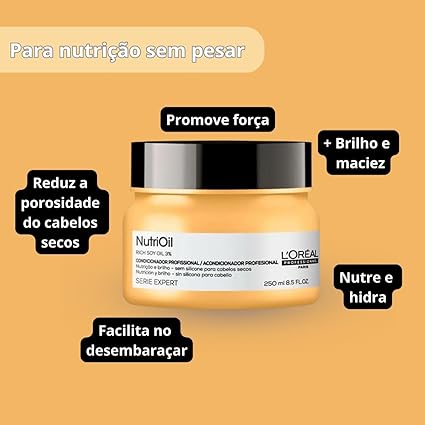 Para nutrição sem pesar
Promove força
+ Brilho e
maciez
Reduz a
porosidade
do cabelos
secos
NutriOil
RICH SOY OIL 3%
CONDICIONADOR PROFISSIONAL / ACONDICIONADOR PROFESIONAL
Nutrição e brilho - sem silicone para cabelos secos
Nutrición y brillo - sin silicona para cabello
SERIE EXPERT
L'ORÉAL
PROFESSIONNEL
PARIS
250 ml 8.5 FL.OZ.
Nutre e
hidra
Facilita no
desembaraçar